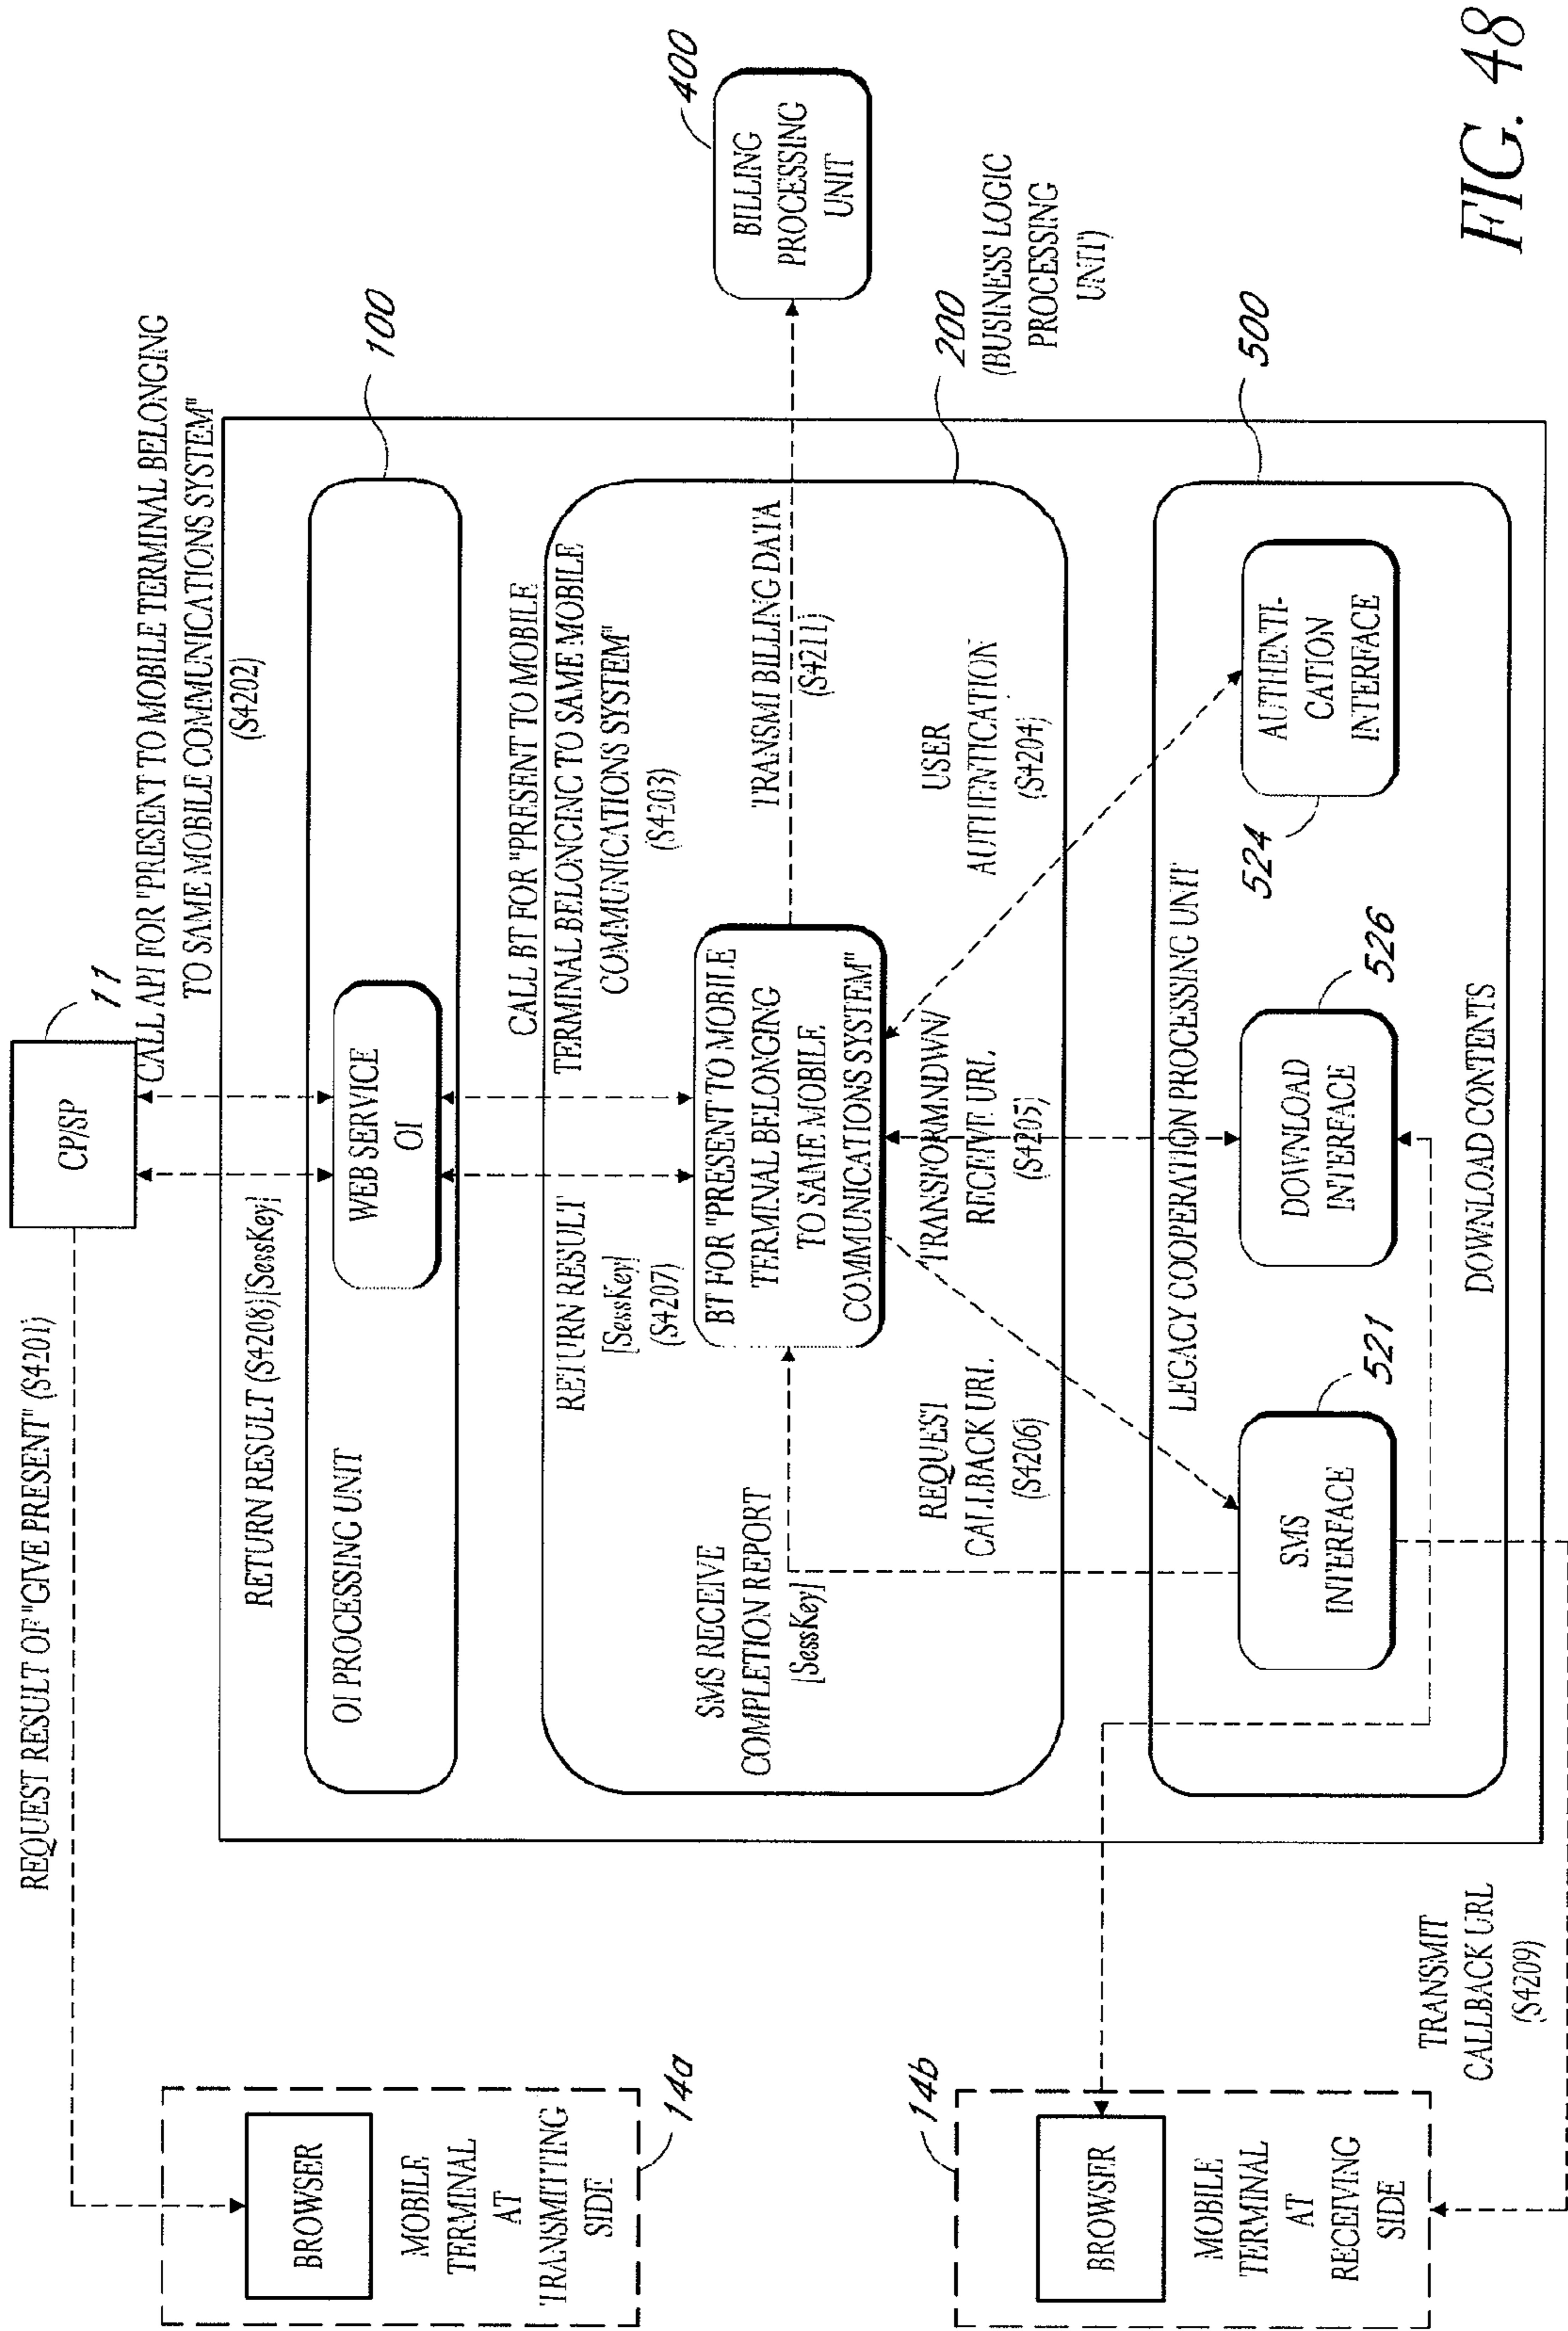 REQUEST RESULT OF "GIVE PRESENT" (S4201)
CP/SP
11
CALL API FOR "PRESENT TO MOBILE TERMINAL BELONGING
TO SAME MOBILE COMMUNICATIONS SYSTEM"
(S4202)
RETURN RESULT (S4208)[SessKey]
BROWSER
MOBILE
TERMINAL
AT
TRANSMITTING
SIDE
14a
OI PROCESSING UNIT
WEB SERVICE
OI
100
RETURN RESULT
[SessKey]
(S4207)
CALL BT FOR "PRESENT TO MOBILE
TERMINAL BELONGING TO SAME MOBILE
COMMUNICATIONS SYSTEM"
(S4203)
SMS RECEIVE
COMPLETION REPORT
[SessKey]
BT FOR "PRESENT TO MOBILE
TERMINAL BELONGING
TO SAME MOBILE
COMMUNICATIONS SYSTEM"
TRANSMI BILLING DATA
(S4211)
BILLING
PROCESSING
UNIT
400
REQUEST
CALLBACK URL
(S4206)
TRANSFORMNDWN/
RECEIVE URL
(S4205)
USER
AUTHENTICATION
(S4204)
200
(BUSINESS LOGIC
PROCESSING
UNIT)
14b
BROWSER
MOBILE
TERMINAL
AT
RECEIVING
SIDE
LEGACY COOPERATION PROCESSING UNIT
500
SMS
INTERFACE
521
DOWNLOAD
INTERFACE
526
AUTHENTI-
CATION
INTERFACE
524
DOWNLOAD CONTENTS
TRANSMIT
CALLBACK URL
(S4209)
FIG. 48